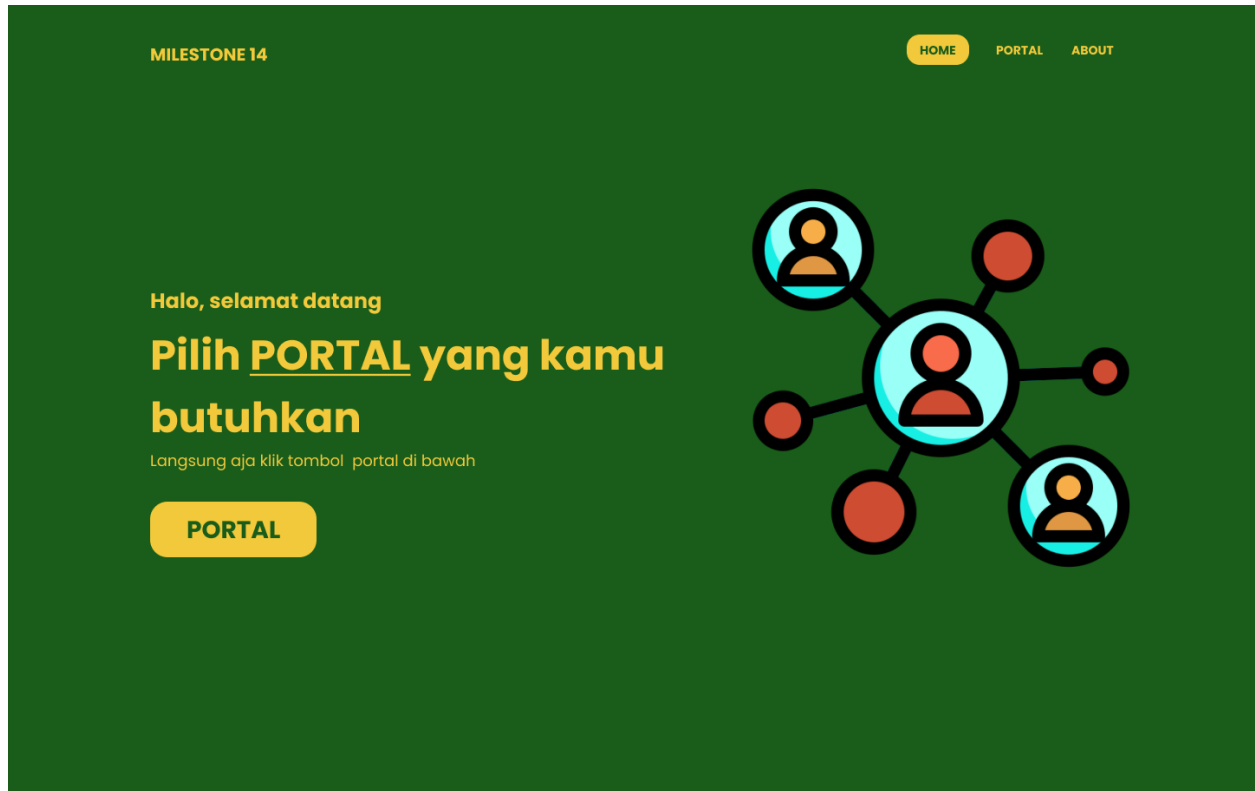 MILESTONE 14
HOME
PORTAL
ABOUT
Halo, selamat datang
Pilih PORTAL yang kamu
butuhkan
Langsung aja klik tombol  portal di bawah
PORTAL